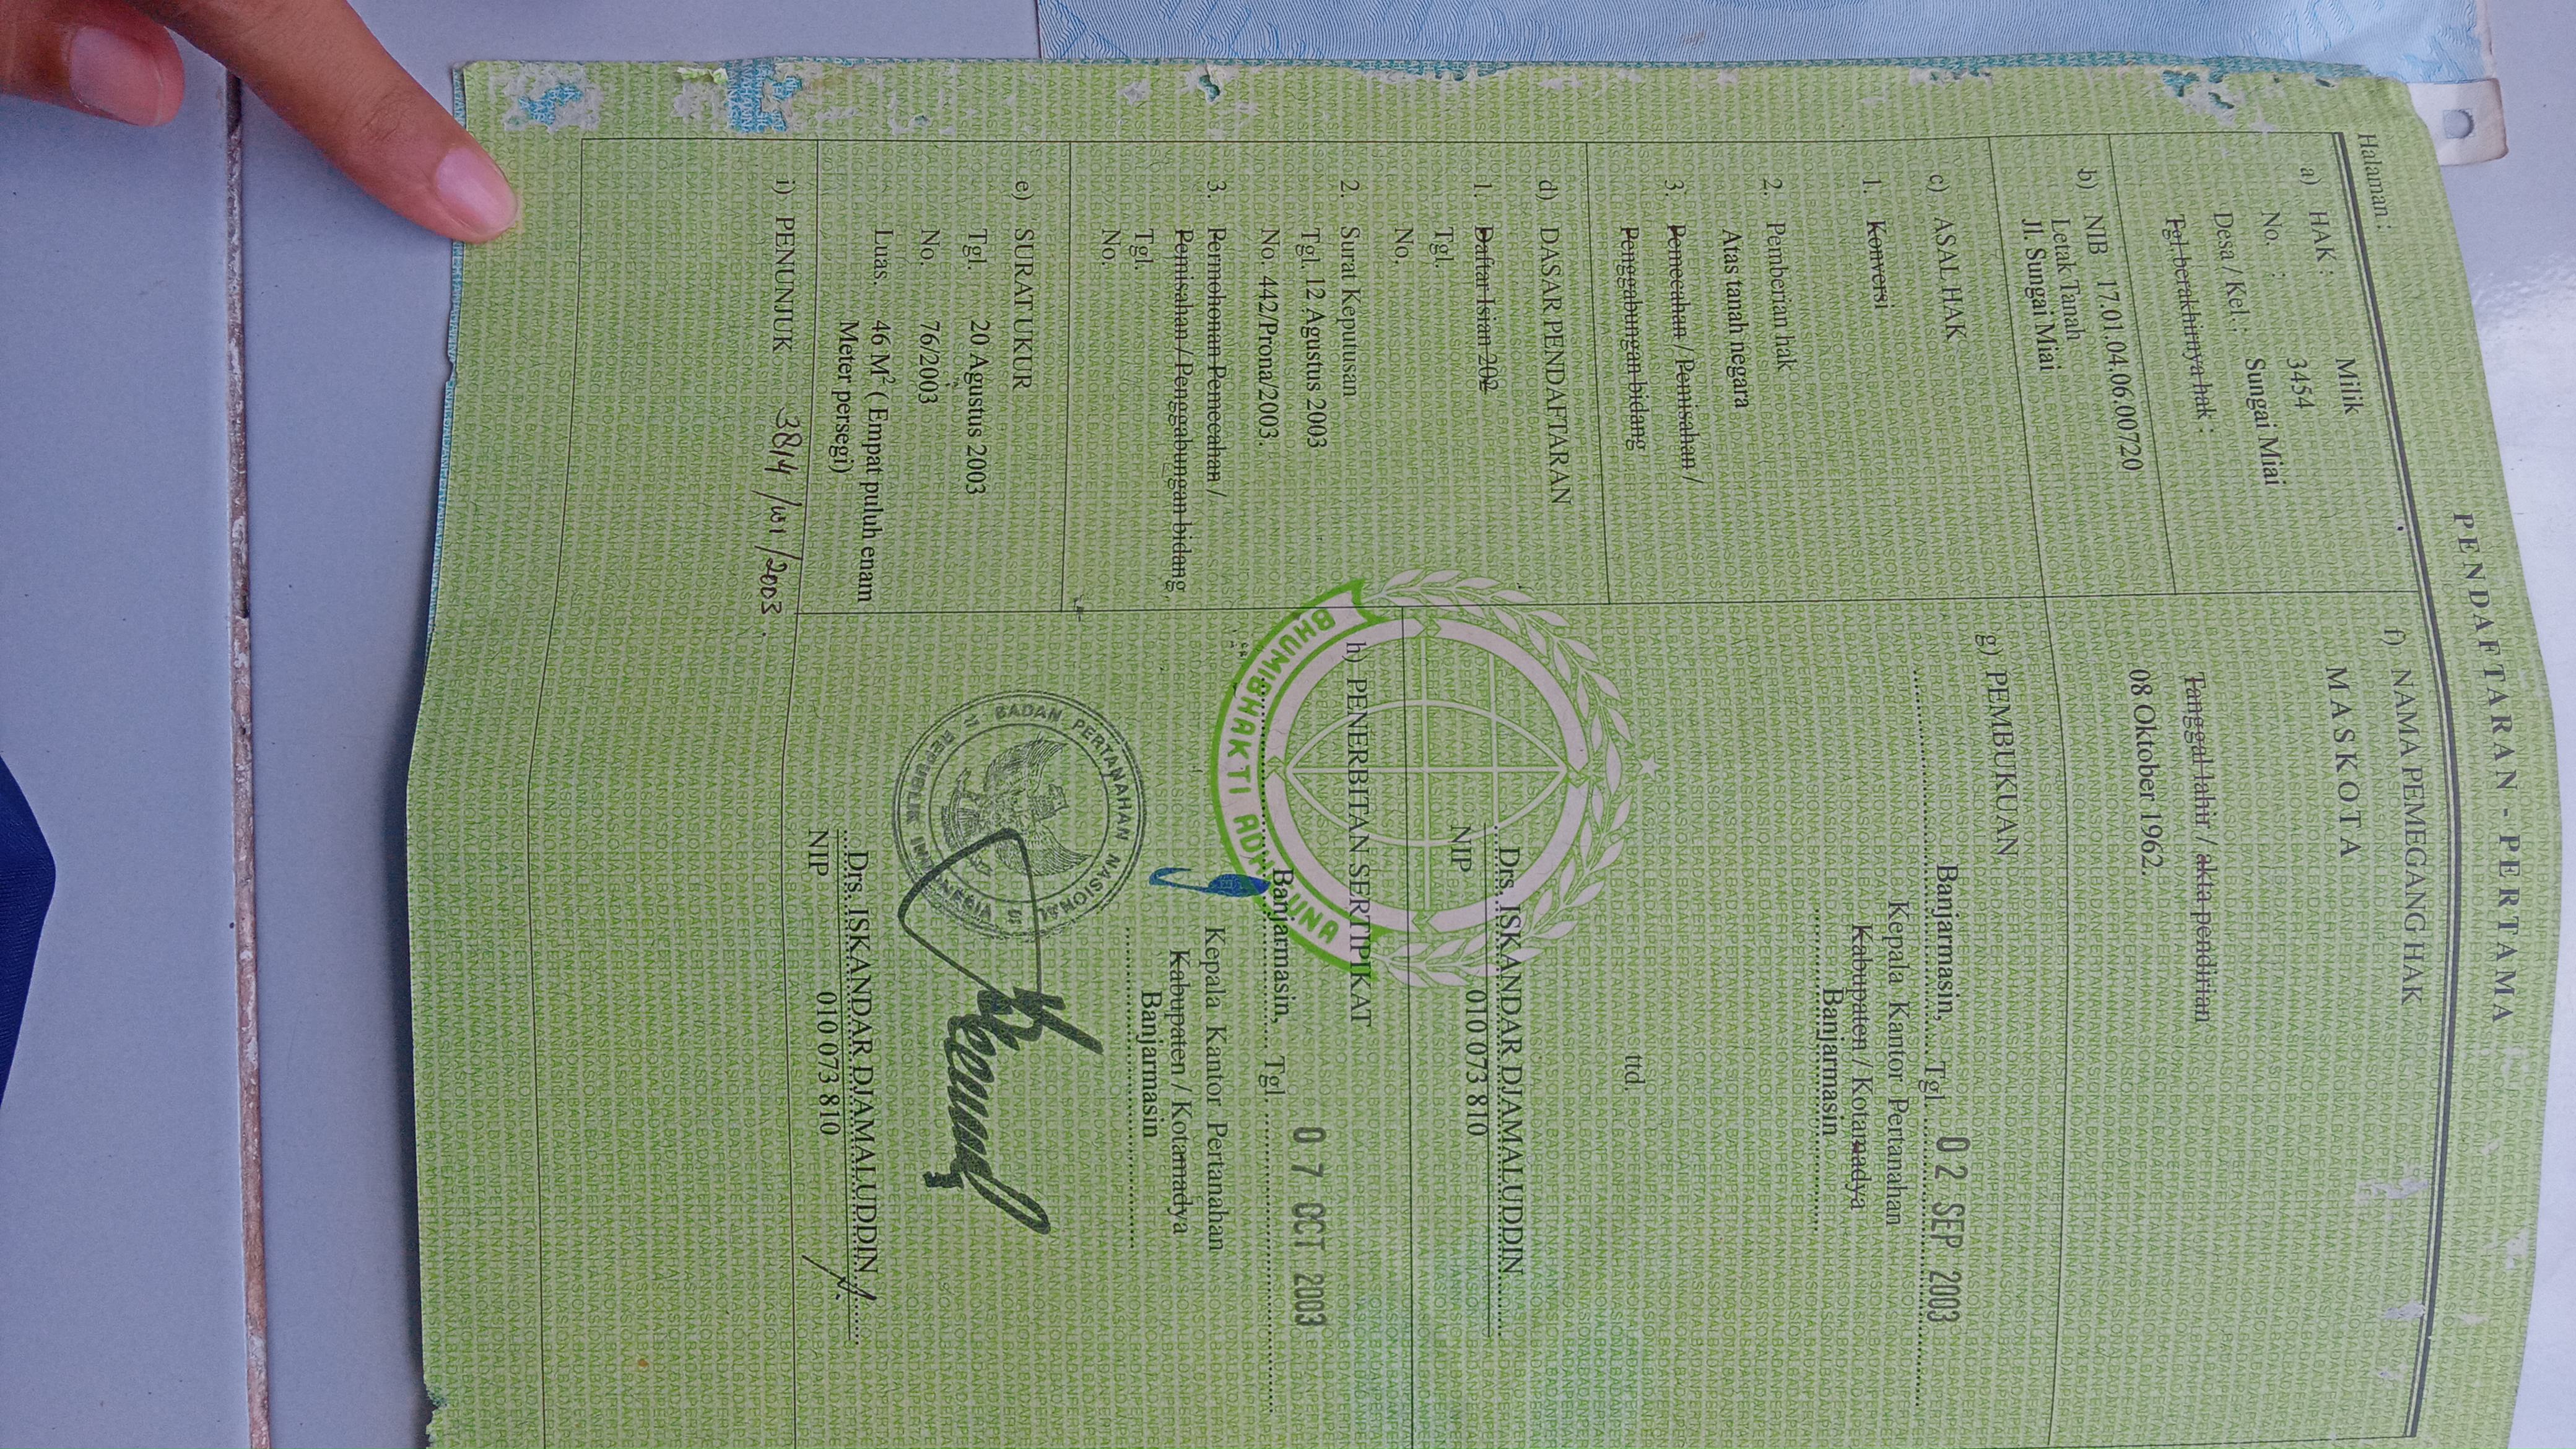 PENDAFTARAN - PERTAMA
Halaman :
a) HAK : Milik
No. : 3454
Desa / Kel. : Sungai Miai
Tgl. berakhirnya hak :
b) NIB 17.01.04.06.00720
Letak Tanah
Jl. Sungai Miai
c) ASAL HAK
1. Konversi
2. Pemberian hak
Atas tanah negara
3. Pemecahan / Pemisahan /
Penggabungan bidang
d) DASAR PENDAFTARAN
1. Daftar Isian 202
Tgl.
No.
2. Surat Keputusan
Tgl. 12 Agustus 2003
No. 442/Prona/2003.
3. Permohonan Pemecahan /
Pemisahan / Penggabungan bidang
Tgl.
No.
e) SURAT UKUR
Tgl. 20 Agustus 2003
No. 76/2003
Luas. 46 M² ( Empat puluh enam
Meter persegi)
f) NAMA PEMEGANG HAK
M A S K O T A
Tanggal lahir / akta pendirian
08 Oktober 1962.
g) PEMBUKUAN
Banjarmasin, Tgl. 02 SEP 2003
Kepala Kantor Pertanahan
Kabupaten / Kotamadya
Banjarmasin
ttd.
Drs. ISKANDAR DJAMALUDDIN
NIP 010 073 810
h) PENERBITAN SERTIPIKAT
Banjarmasin, Tgl. 07 OCT 2003
Kepala Kantor Pertanahan
Kabupaten / Kotamadya
Banjarmasin
Drs. ISKANDAR DJAMALUDDIN
NIP 010 073 810
i) PENUNJUK 3814 /w1/2003.
BHUMIBHAKTI ADHIGUNA
BADAN PERTANAHAN NASIONAL
REPUBLIK INDONESIA